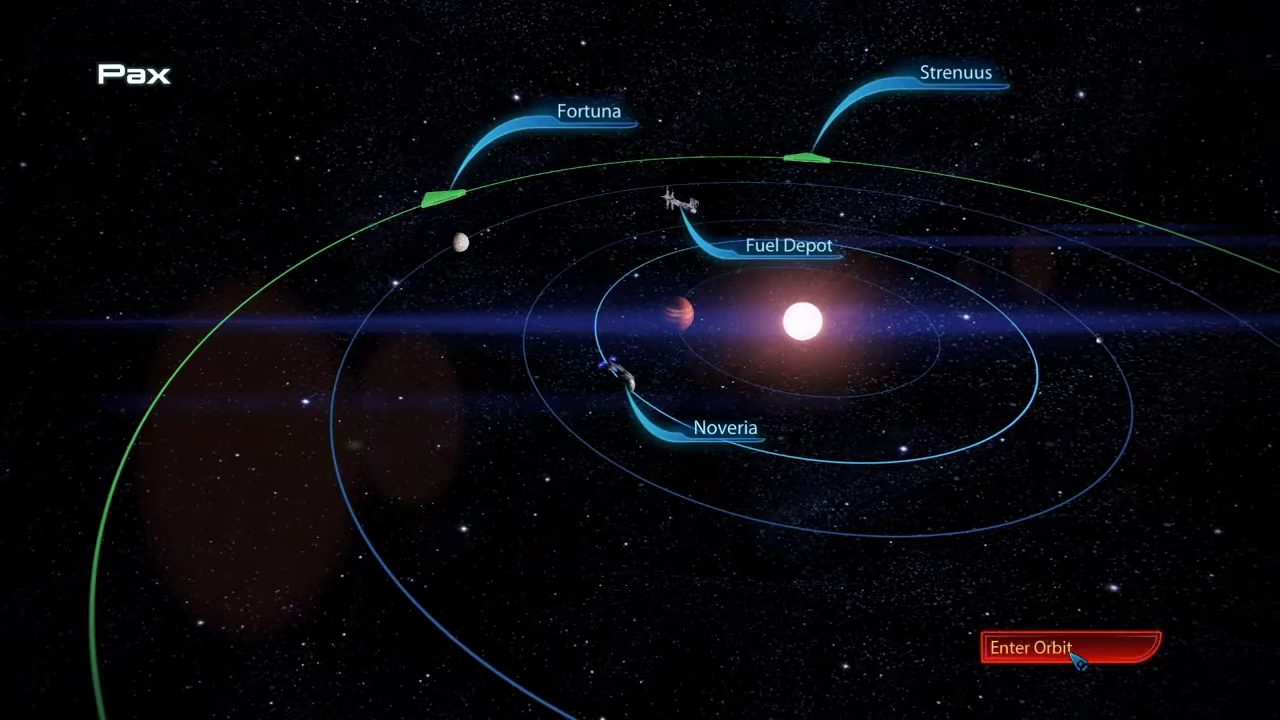 Pax
Strenuus
Fortuna
Fuel Depot
Noveria
Enter Orbit